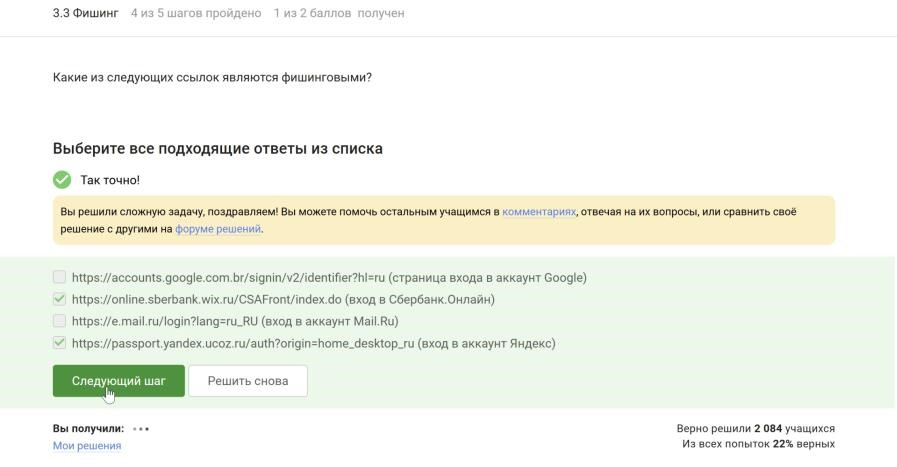 3.3 Фишинг 4 из 5 шагов пройдено 1 из 2 баллов получен
Какие из следующих ссылок являются фишинговыми?
Выберите все подходящие ответы из списка
Так точно!
Вы решили сложную задачу, поздравляем! Вы можете помочь остальным учащимся в комментариях, отвечая на их вопросы, или сравнить своё
решение с другими на форуме решений.
https://accounts.google.com.br/signin/v2/identifier?hl=ru (страница входа в аккаунт Google)
https://online.sberbank.wix.ru/CSAFront/index.do (вход в Сбербанк.Онлайн)
https://e.mail.ru/login?lang=ru_RU (вход в аккаунт Mail.Ru)
https://passport.yandex.ucoz.ru/auth?origin=home_desktop_ru (вход в аккаунт Яндекс)
Следующий шаг Решить снова
Вы получили: Верно решили 2 084 учащихся
Мои решения Из всех попыток 22% верных